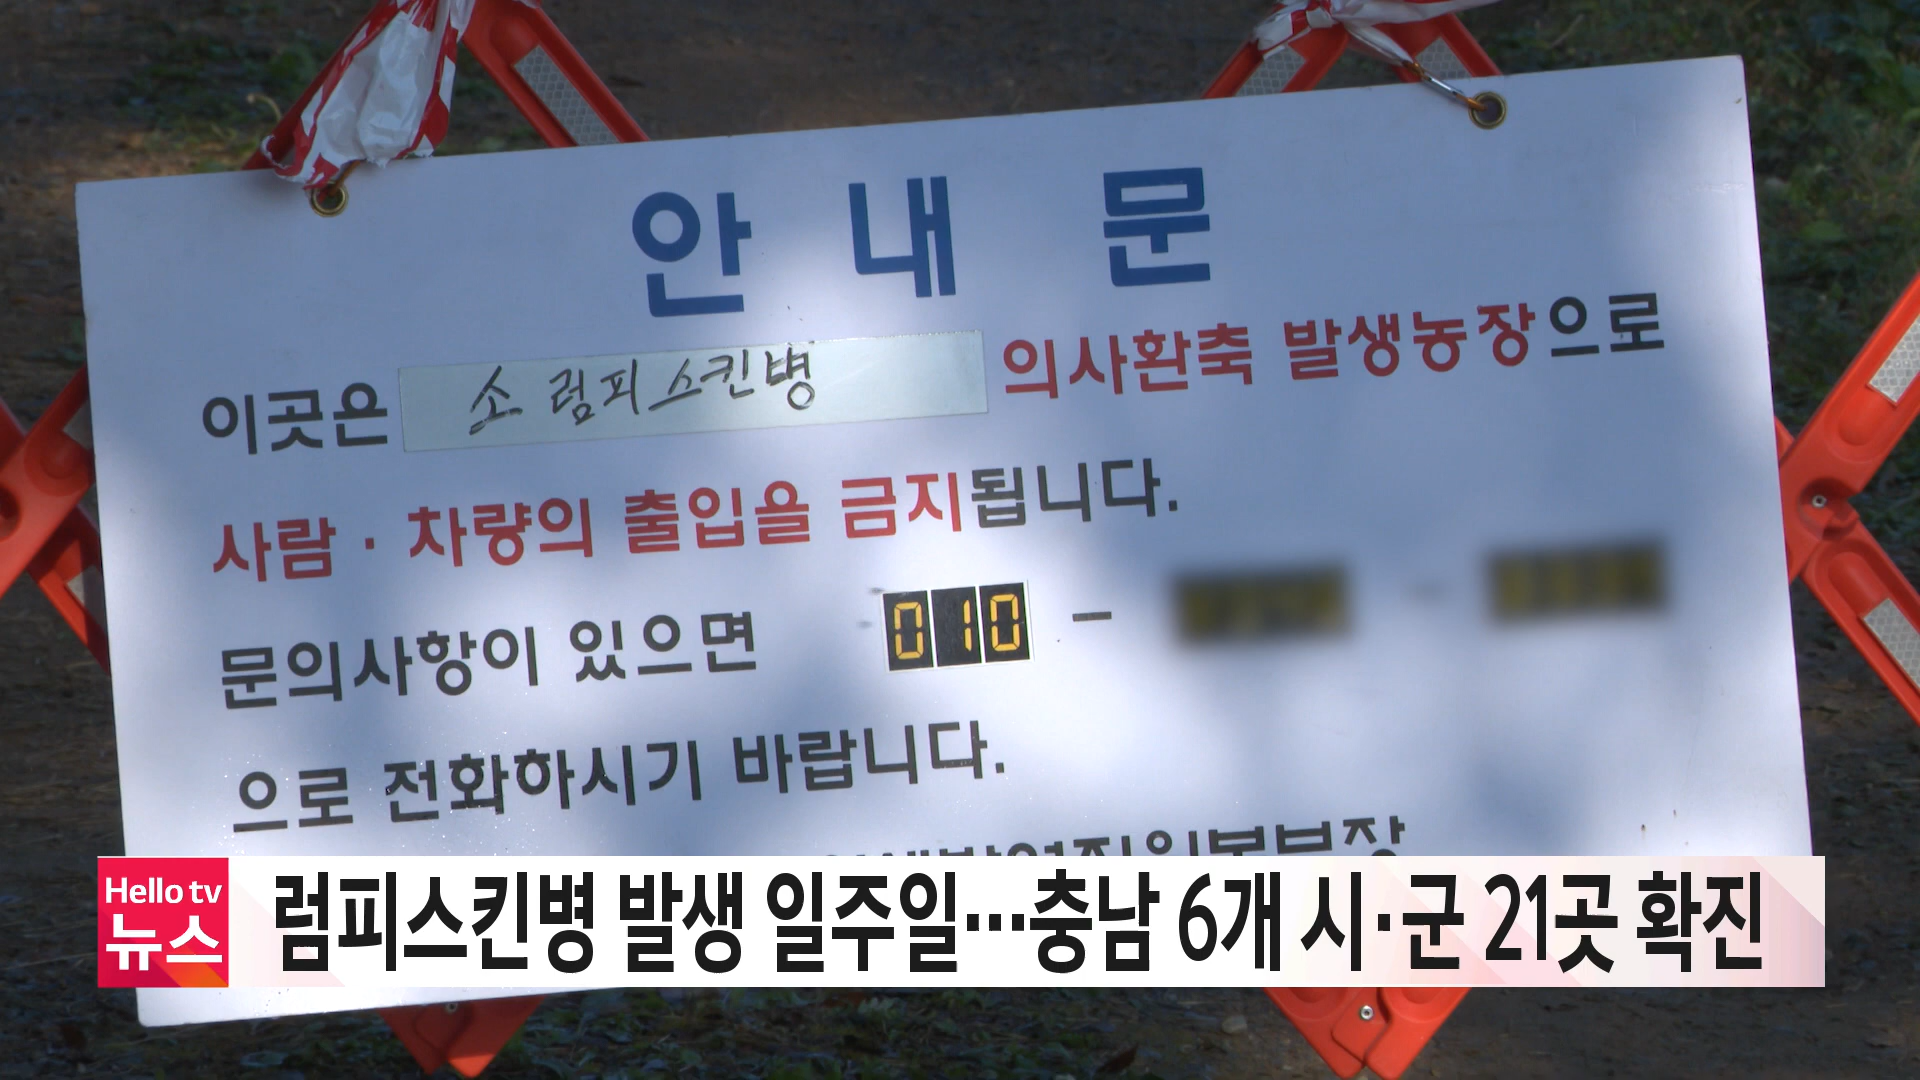 안 내 문
이곳은 소 럼피스킨병 의사환축 발생농장으로
사람 · 차량의 출입을 금지됩니다.
문의사항이 있으면 010 -
으로 전화하시기 바랍니다.
Hello tv
뉴스
럼피스킨병 발생 일주일…충남 6개 시·군 21곳 확진